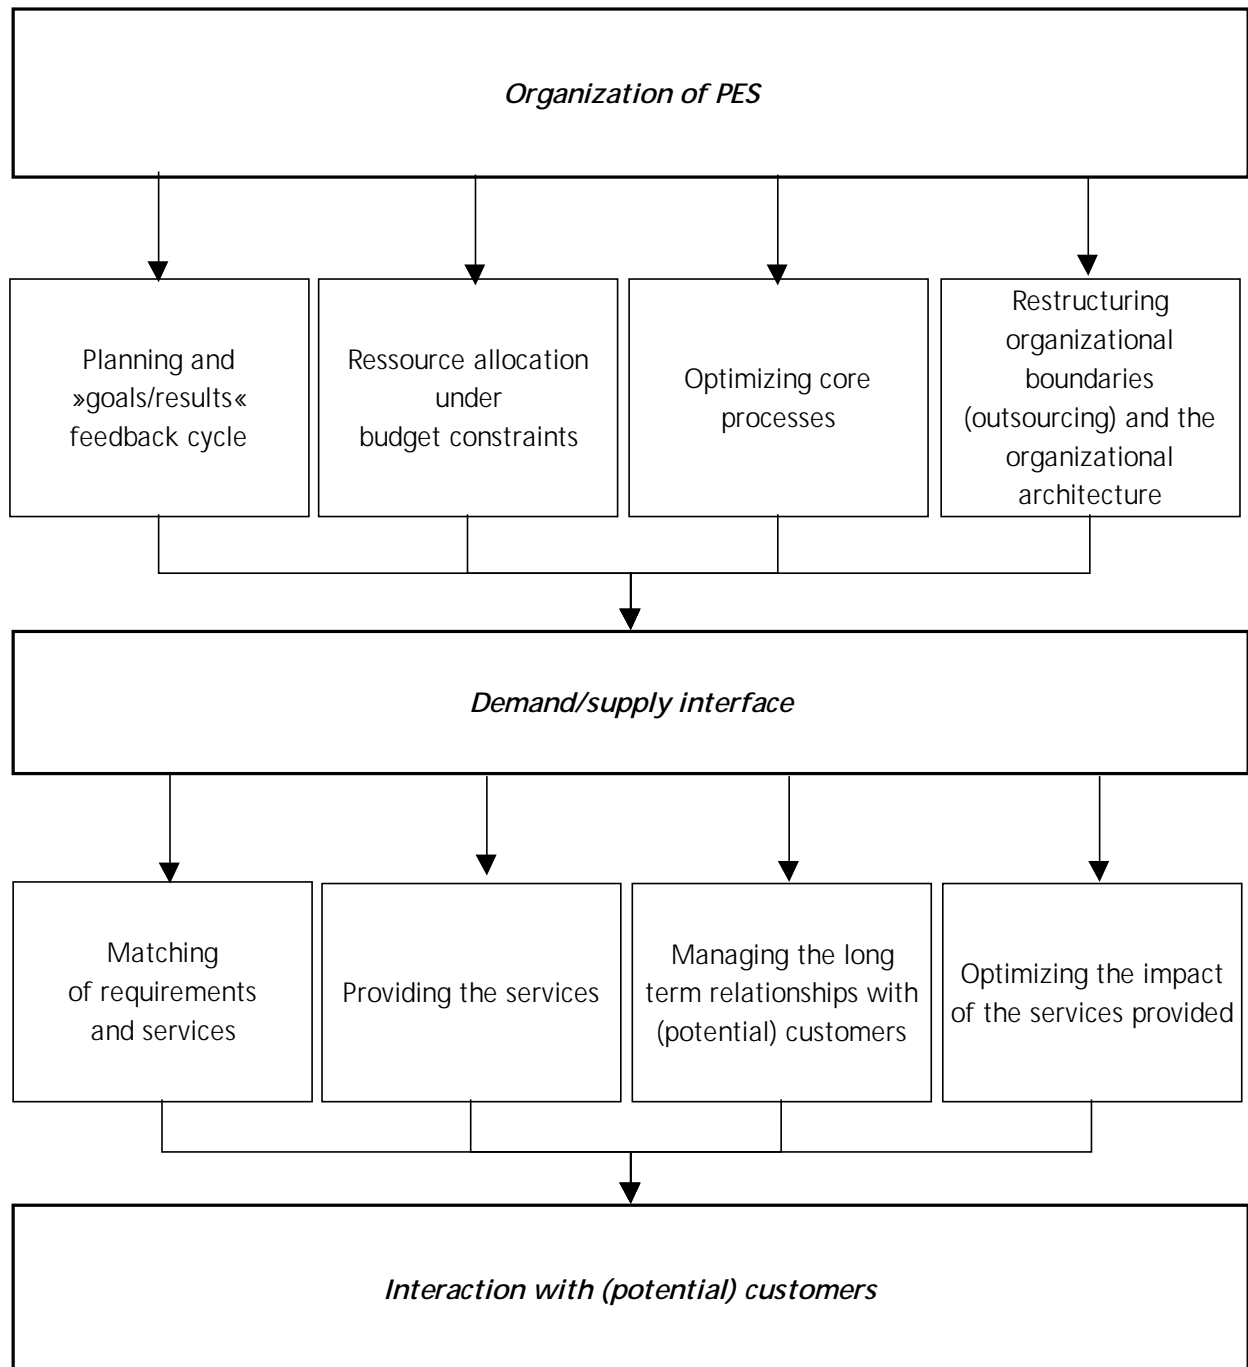 Organization of PES
Planning and
»goals/results«
feedback cycle
Ressource allocation
under
budget constraints
Optimizing core
processes
Restructuring
organizational
boundaries
(outsourcing) and the
organizational
architecture
Demand/supply interface
Matching
of requirements
and services
Providing the services
Managing the long
term relationships with
(potential) customers
Optimizing the impact
of the services provided
Interaction with (potential) customers